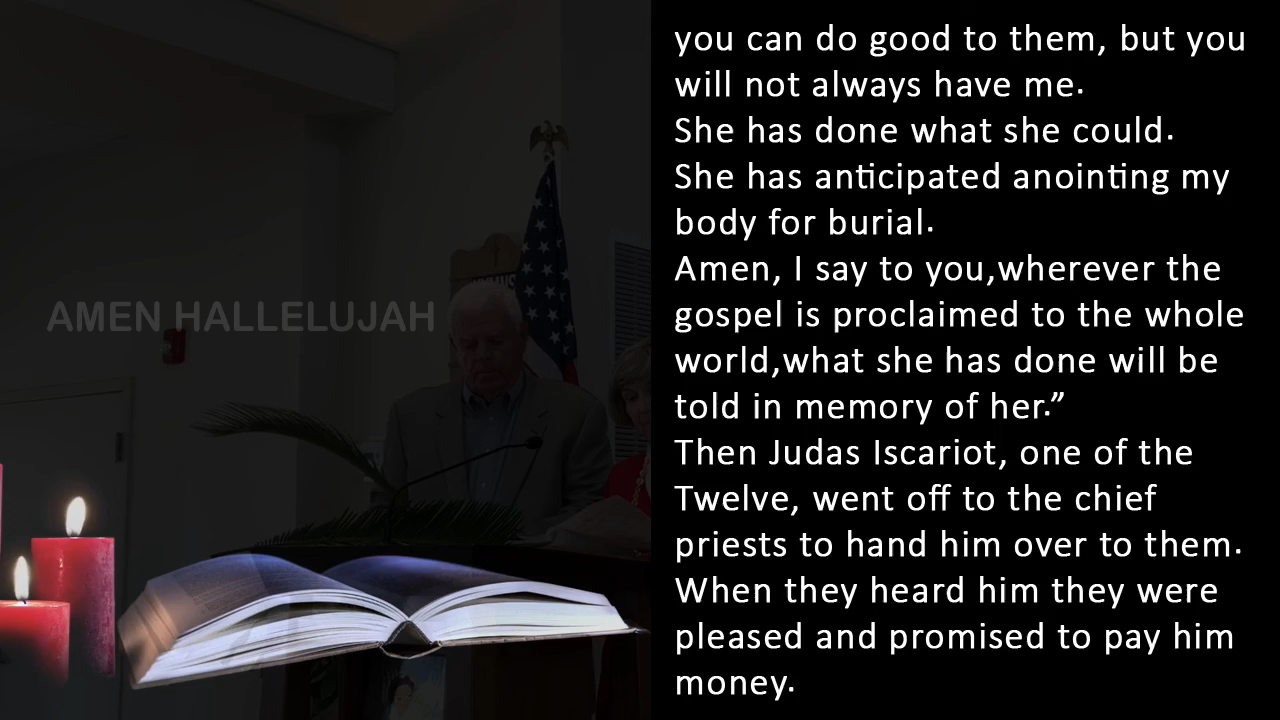 AMEN HALLELUJAH
you can do good to them, but you
will not always have me.
She has done what she could.
She has anticipated anointing my
body for burial.
Amen, I say to you,wherever the
gospel is proclaimed to the whole
world,what she has done will be
told in memory of her.”
Then Judas Iscariot, one of the
Twelve, went off to the chief
priests to hand him over to them.
When they heard him they were
pleased and promised to pay him
money.